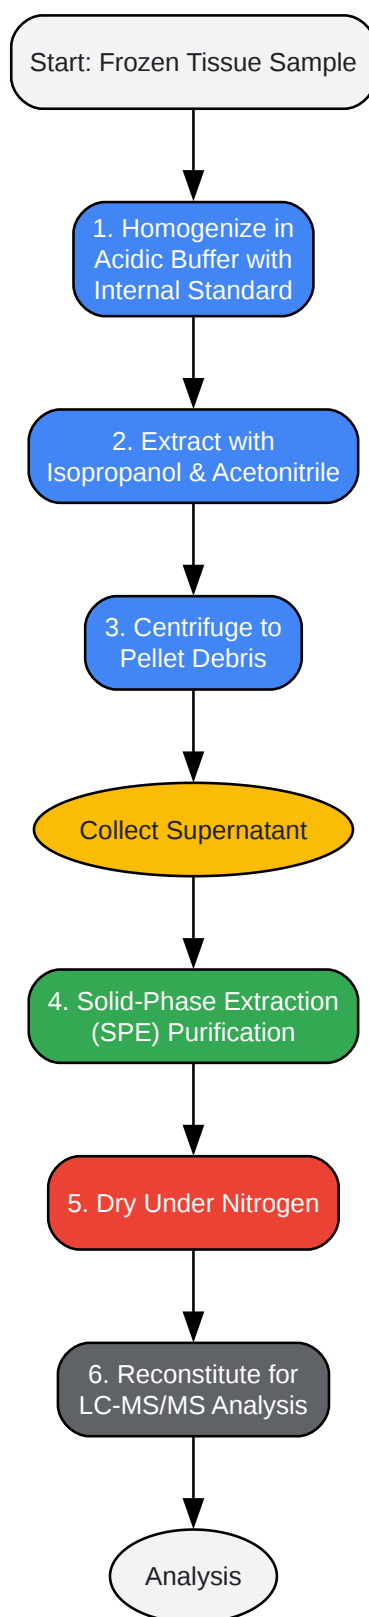 Start: Frozen Tissue Sample
1. Homogenize in
Acidic Buffer with
Internal Standard
2. Extract with
Isopropanol & Acetonitrile
3. Centrifuge to
Pellet Debris
Collect Supernatant
4. Solid-Phase Extraction
(SPE) Purification
5. Dry Under Nitrogen
6. Reconstitute for
LC-MS/MS Analysis
Analysis